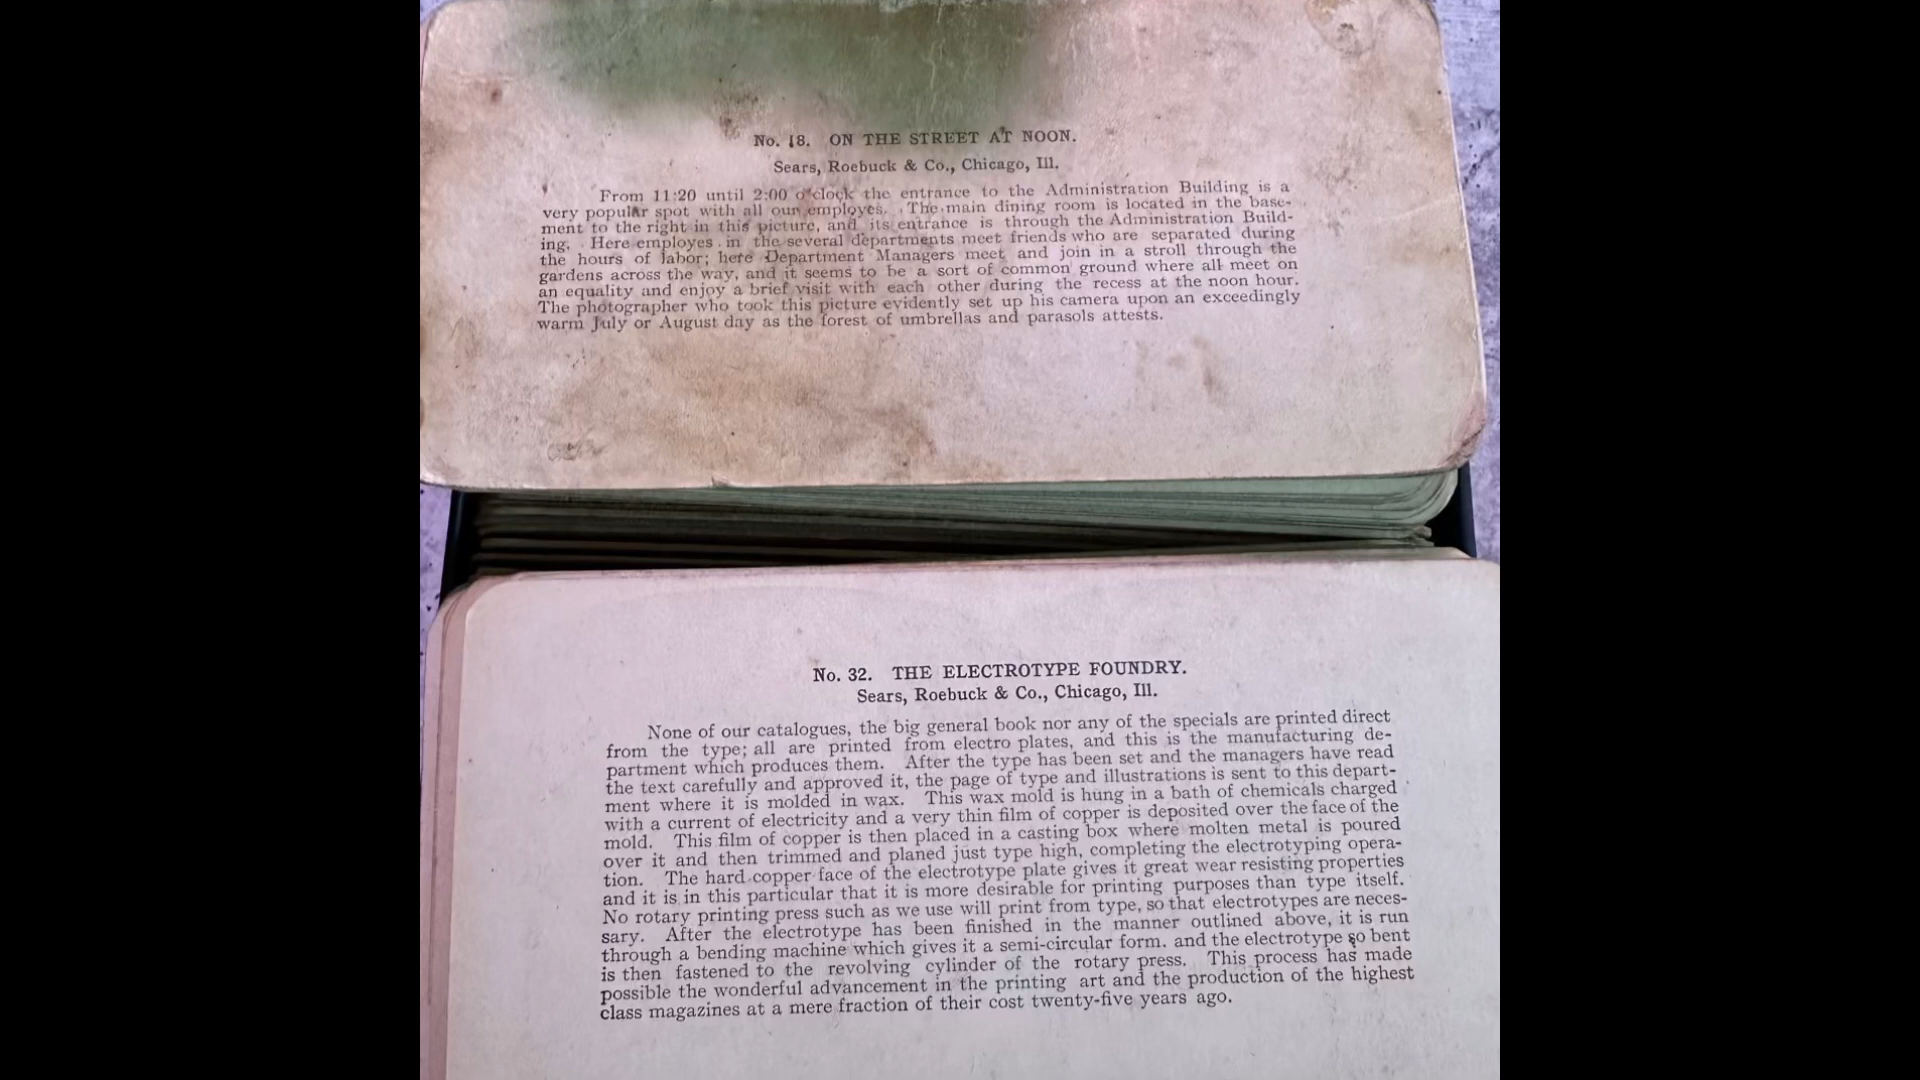 No. 18. ON THE STREET AT NOON.
Sears, Roebuck & Co., Chicago, Ill.
From 11:20 until 2:00 o'clock the entrance to the Administration Building is a
very popular spot with all our employes. The main dining room is located in the base-
ment to the right in this picture, and its entrance is through the Administration Build-
ing. Here employes in the several departments meet friends who are separated during
the hours of labor; here Department Managers meet and join in a stroll through the
gardens across the way, and it seems to be a sort of common ground where all meet on
an equality and enjoy a brief visit with each other during the recess at the noon hour.
The photographer who took this picture evidently set up his camera upon an exceedingly
warm July or August day as the forest of umbrellas and parasols attests.
No. 32. THE ELECTROTYPE FOUNDRY.
Sears, Roebuck & Co., Chicago, Ill.
None of our catalogues, the big general book nor any of the specials are printed direct
from the type; all are printed from electro plates, and this is the manufacturing de-
partment which produces them. After the type has been set and the managers have read
the text carefully and approved it, the page of type and illustrations is sent to this depart-
ment where it is molded in wax. This wax mold is hung in a bath of chemicals charged
with a current of electricity and a very thin film of copper is deposited over the face of the
mold. This film of copper is then placed in a casting box where molten metal is poured
over it and then trimmed and planed just type high, completing the electrotyping opera-
tion. The hard copper face of the electrotype plate gives it great wear resisting properties
and it is in this particular that it is more desirable for printing purposes than type itself.
No rotary printing press such as we use will print from type, so that electrotypes are neces-
sary. After the electrotype has been finished in the manner outlined above, it is run
through a bending machine which gives it a semi-circular form. and the electrotype so bent
is then fastened to the revolving cylinder of the rotary press. This process has made
possible the wonderful advancement in the printing art and the production of the highest
class magazines at a mere fraction of their cost twenty-five years ago.